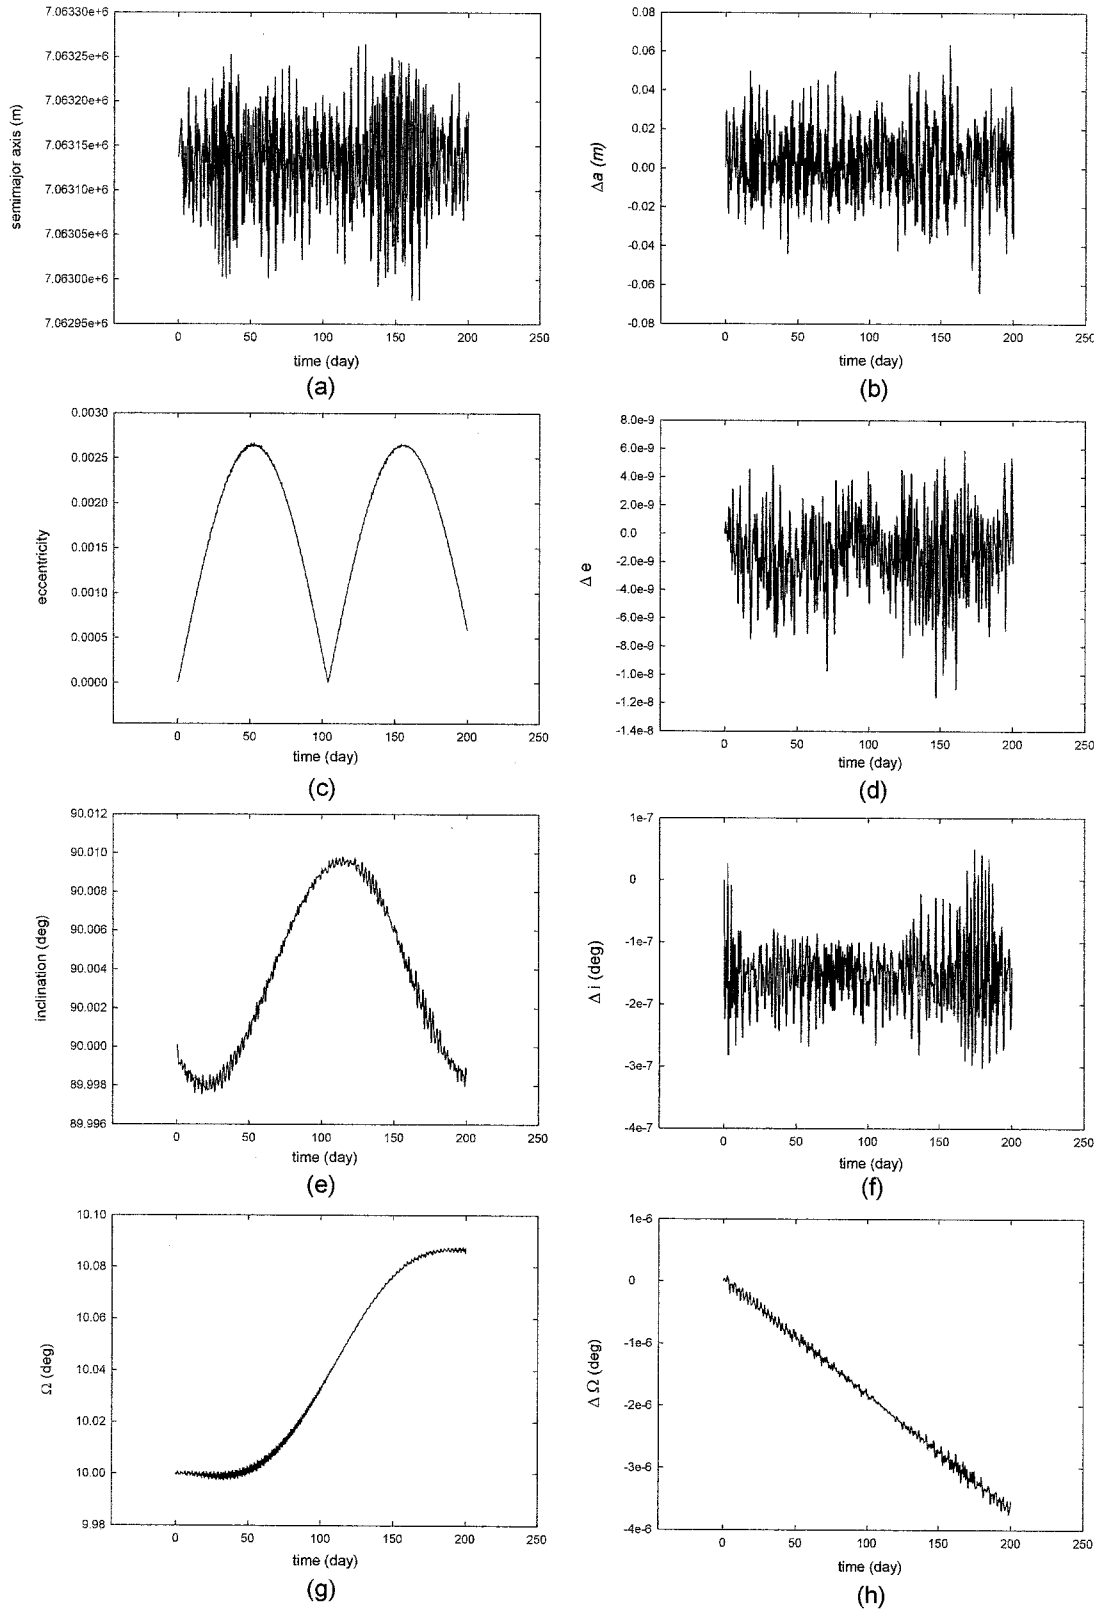 7.06330e+6
7.06325e+6
7.06320e+6
7.06315e+6
7.06310e+6
7.06305e+6
7.06300e+6
7.06295e+6
semimajor axis (m)
0 50 100 150 200 250
time (day)
(a)
0.08
0.06
0.04
0.02
0.00
-0.02
-0.04
-0.06
-0.08
Δa (m)
0 50 100 150 200 250
time (day)
(b)
0.0030
0.0025
0.0020
0.0015
0.0010
0.0005
0.0000
eccentricity
0 50 100 150 200 250
time (day)
(c)
8.0e-9
6.0e-9
4.0e-9
2.0e-9
0.0
-2.0e-9
-4.0e-9
-6.0e-9
-8.0e-9
-1.0e-8
-1.2e-8
-1.4e-8
Δ e
0 50 100 150 200 250
time (day)
(d)
90.012
90.010
90.008
90.006
90.004
90.002
90.000
89.998
89.996
inclination (deg)
0 50 100 150 200 250
time (day)
(e)
1e-7
0
-1e-7
-2e-7
-3e-7
-4e-7
Δ i (deg)
0 50 100 150 200 250
time (day)
(f)
10.10
10.08
10.06
10.04
10.02
10.00
9.98
Ω (deg)
0 50 100 150 200 250
time (day)
(g)
1e-6
0
-1e-6
-2e-6
-3e-6
-4e-6
Δ Ω (deg)
0 50 100 150 200 250
time (day)
(h)